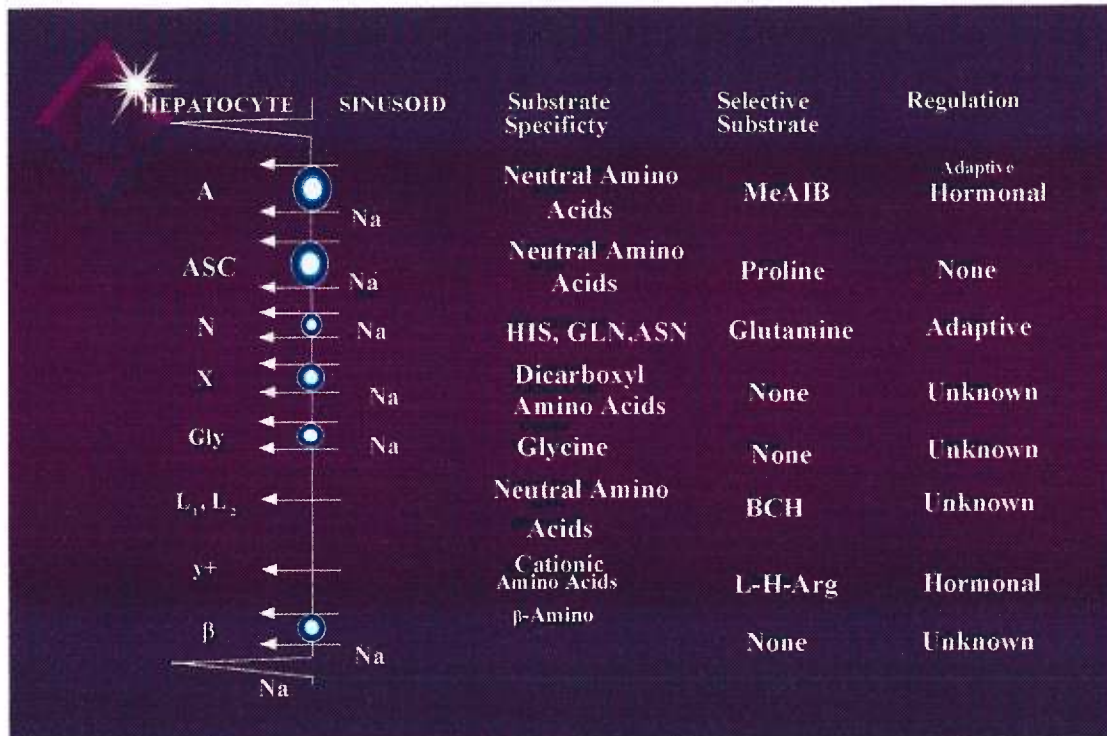 HEPATOCYTE SINUSOID Substrate Specificty Selective Substrate Regulation
A Na Neutral Amino Acids MeAIB Adaptive Hormonal
ASC Na Neutral Amino Acids Proline None
N Na HIS, GLN,ASN Glutamine Adaptive
X Na Dicarboxyl Amino Acids None Unknown
Gly Na Glycine None Unknown
L₁, L₂ Neutral Amino Acids BCH Unknown
y+ Cationic Amino Acids L-H-Arg Hormonal
β Na β-Amino None Unknown
Na